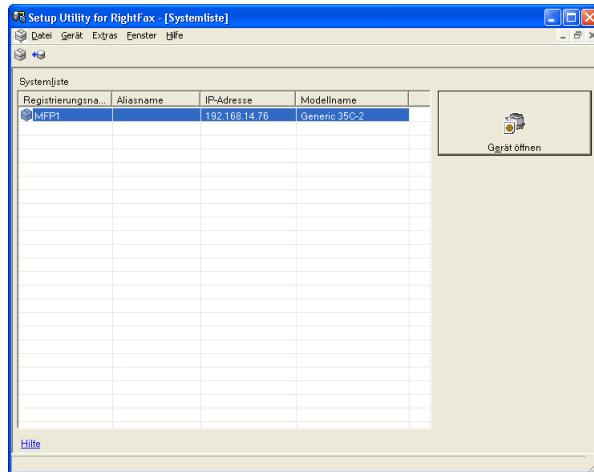 Setup Utility for RightFax - [Systemliste]
Datei Gerät Extras Fenster Hilfe
Systemliste
Registrierungsna... Aliasname IP-Adresse Modellname
MFP1 192.168.14.76 Generic 35C-2
Gerät öffnen
Hilfe